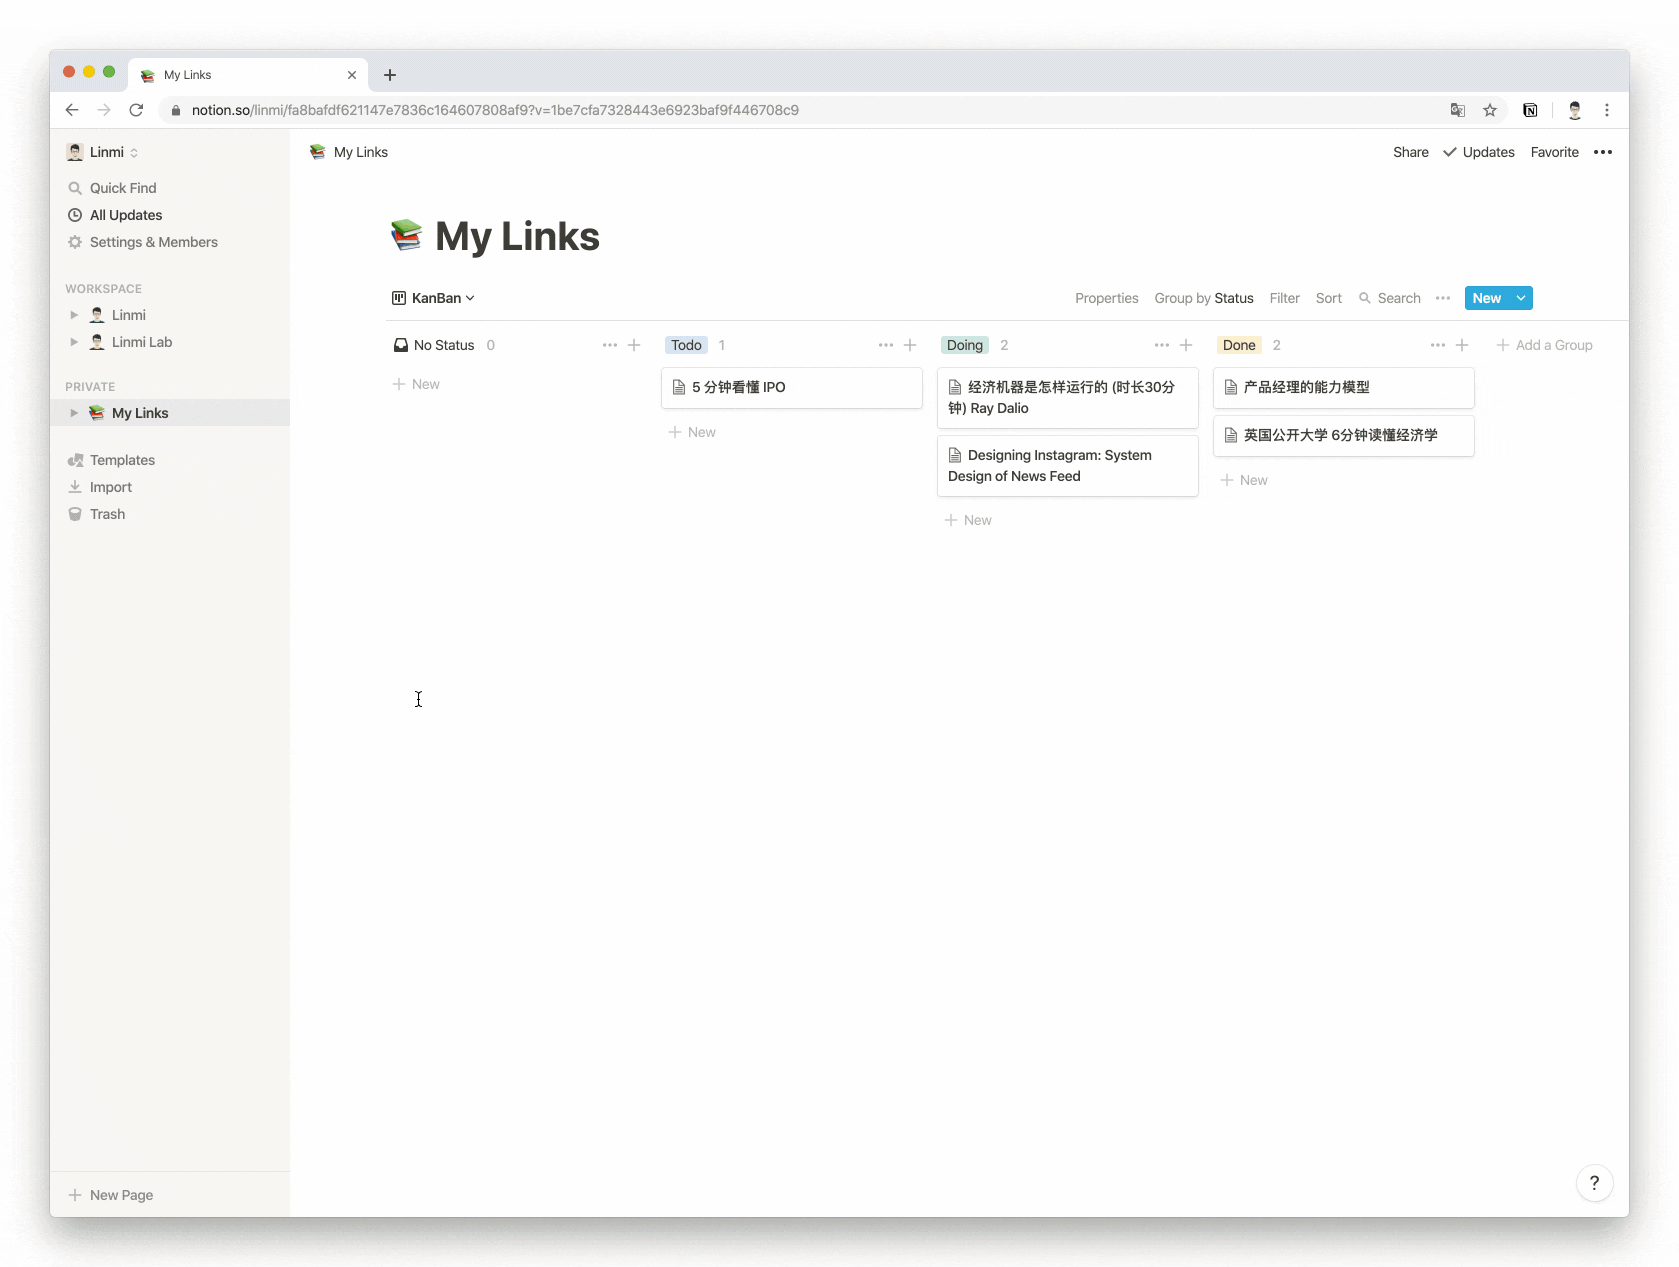 My Links
notion.so/linmi/fa8bafdf621147e7836c164607808af9?v=1be7cfa7328443e6923baf9f446708c9
Linmi
My Links
Share
Updates
Favorite
Quick Find
All Updates
Settings & Members
WORKSPACE
Linmi
Linmi Lab
PRIVATE
My Links
Templates
Import
Trash
New Page
My Links
KanBan
Properties
Group by Status
Filter
Sort
Search
New
No Status 0
New
Todo 1
5 分钟看懂 IPO
New
Doing 2
经济机器是怎样运行的 (时长30分
钟) Ray Dalio
Designing Instagram: System
Design of News Feed
New
Done 2
产品经理的能力模型
英国公开大学 6分钟读懂经济学
New
Add a Group
?